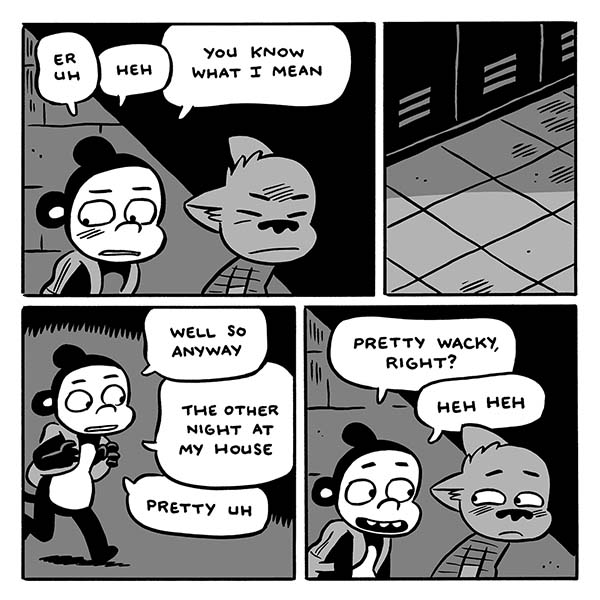 ER
UH
HEH
YOU KNOW
WHAT I MEAN
WELL SO
ANYWAY
THE OTHER
NIGHT AT
MY HOUSE
PRETTY UH
PRETTY WACKY,
RIGHT?
HEH HEH